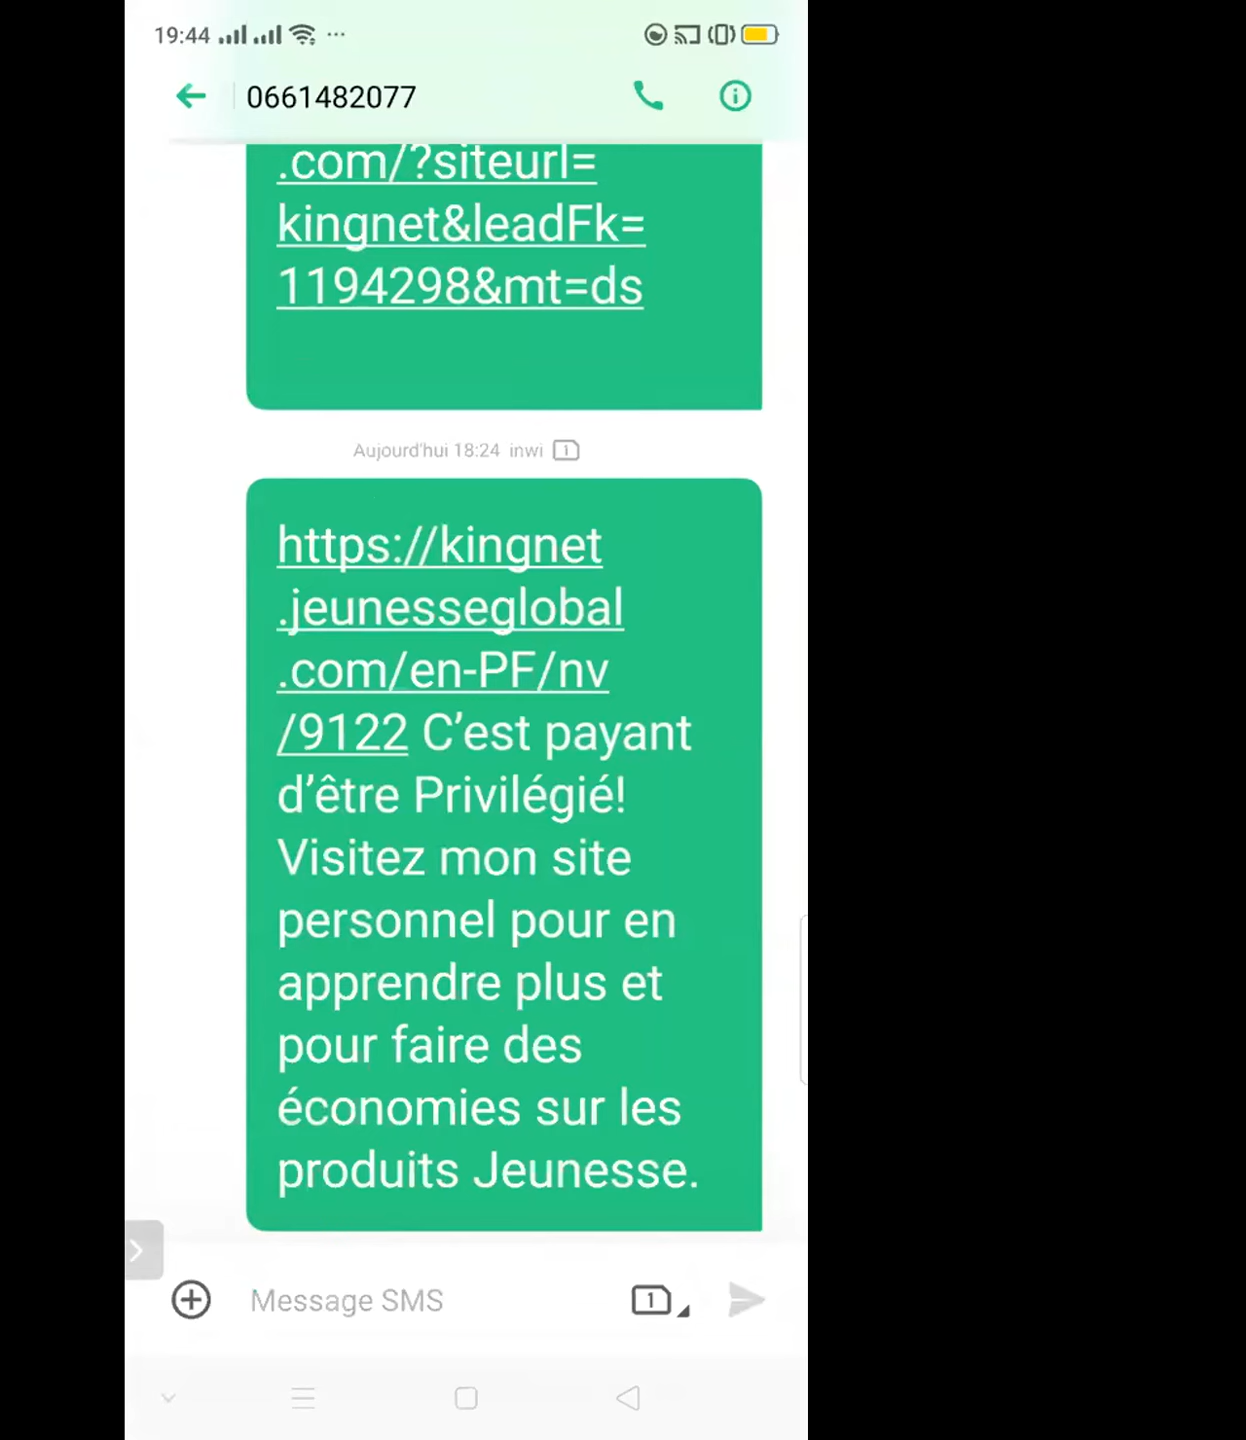 19:44
0661482077
.com/?siteurl=
kingnet&leadFk=
1194298&mt=ds
Aujourd'hui 18:24 inwi 1
https://kingnet
.jeunesseglobal
.com/en-PF/nv
/9122 C’est payant
d’être Privilégié!
Visitez mon site
personnel pour en
apprendre plus et
pour faire des
économies sur les
produits Jeunesse.
Message SMS 1